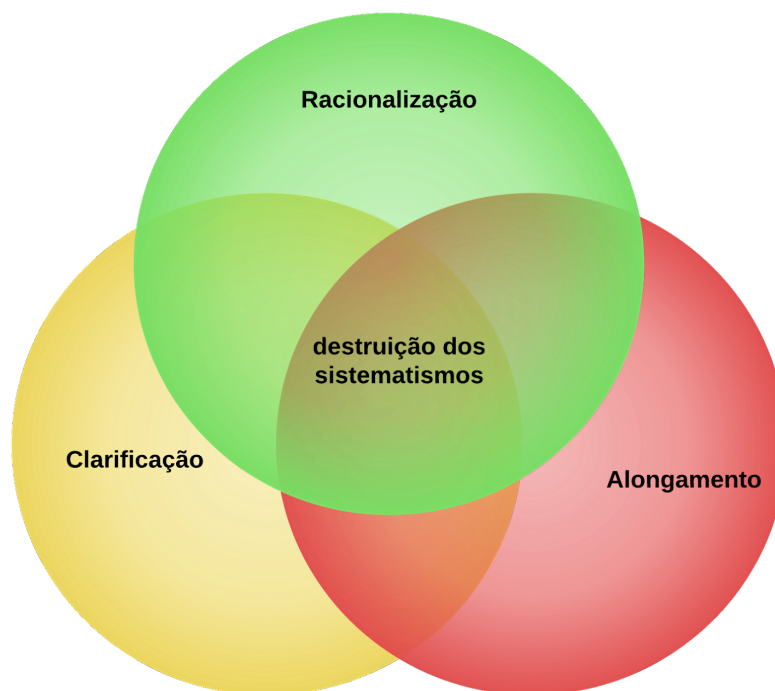 Racionalização
destruição dos
sistematismos
Clarificação
Alongamento